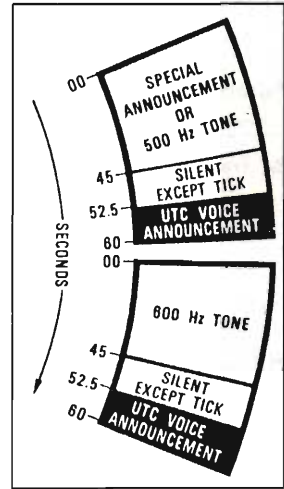 00
SPECIAL
ANNOUNCEMENT
OR
500 Hz TONE
45
SILENT
EXCEPT TICK
52.5
UTC VOICE
ANNOUNCEMENT
60
SECONDS
00
600 Hz TONE
45
SILENT
EXCEPT TICK
52.5
UTC VOICE
ANNOUNCEMENT
60